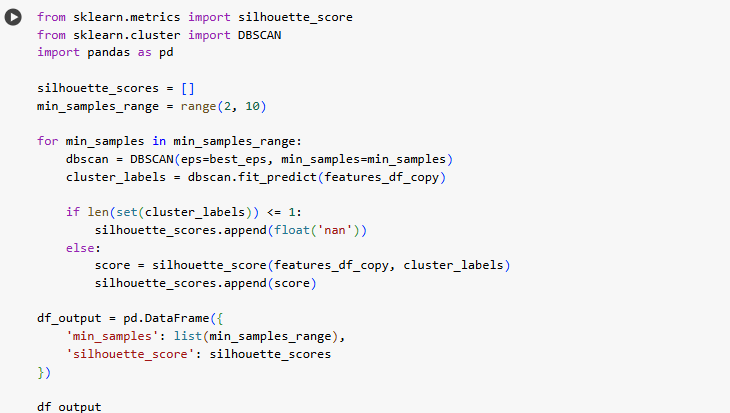 from sklearn.metrics import silhouette_score
from sklearn.cluster import DBSCAN
import pandas as pd

silhouette_scores = []
min_samples_range = range(2, 10)

for min_samples in min_samples_range:
    dbscan = DBSCAN(eps=best_eps, min_samples=min_samples)
    cluster_labels = dbscan.fit_predict(features_df_copy)

    if len(set(cluster_labels)) <= 1:
        silhouette_scores.append(float('nan'))
    else:
        score = silhouette_score(features_df_copy, cluster_labels)
        silhouette_scores.append(score)

df_output = pd.DataFrame({
    'min_samples': list(min_samples_range),
    'silhouette_score': silhouette_scores
})

df_output